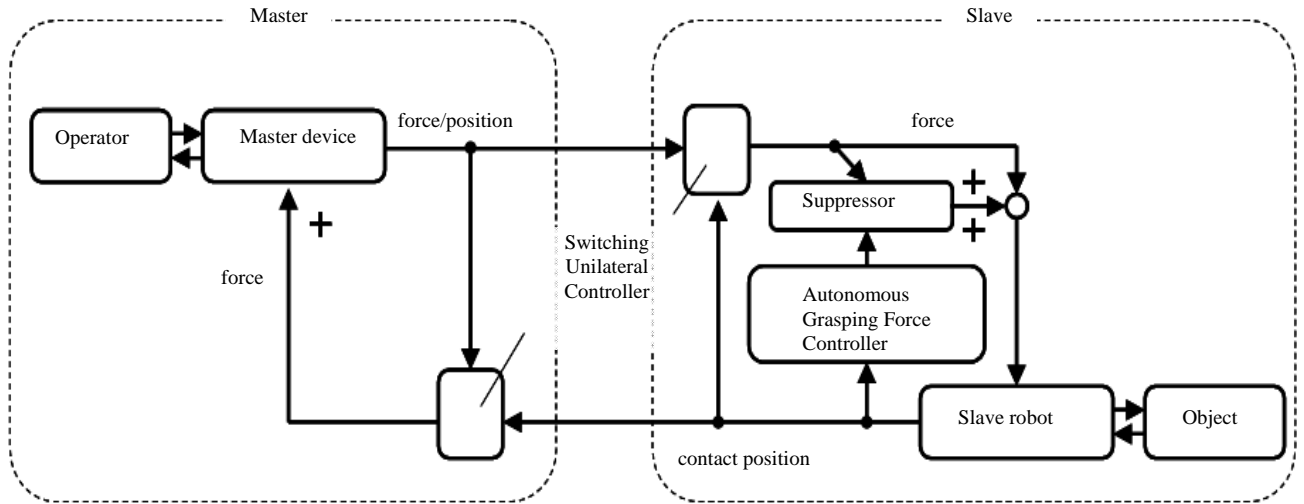 Master
Slave
Operator
Master device
force/position
force
+
Suppressor
+
+
force
Switching
Unilateral
Controller
Autonomous
Grasping Force
Controller
Slave robot
Object
contact position